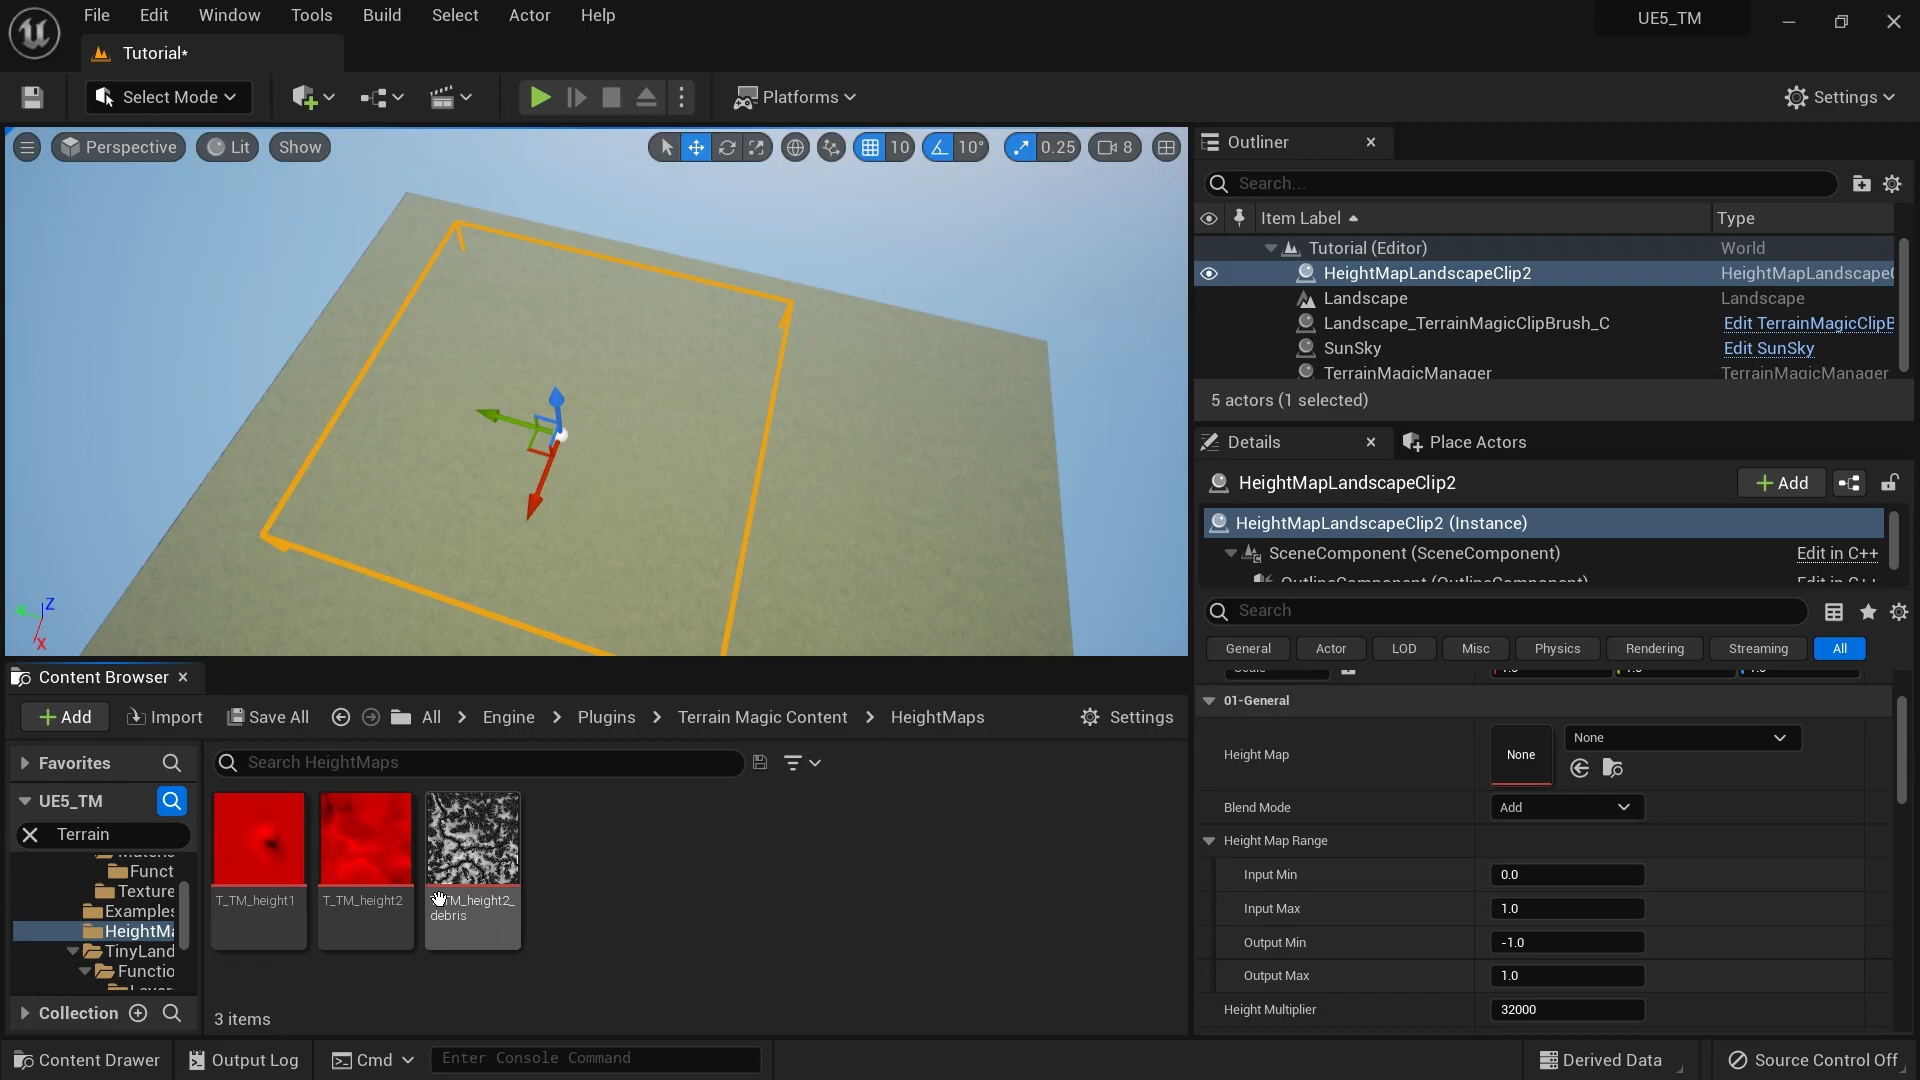 File Edit Window Tools Build Select Actor Help
UE5_TM
Tutorial*
Select Mode
Platforms
Settings
Perspective Lit Show
10 10° 0.25 8
Outliner
Search...
Item Label Type
Tutorial (Editor) World
HeightMapLandscapeClip2 HeightMapLandscapeC
Landscape Landscape
Landscape_TerrainMagicClipBrush_C Edit TerrainMagicClipB
SunSky Edit SunSky
TerrainMagicManager TerrainMagicManager
5 actors (1 selected)
Details Place Actors
HeightMapLandscapeClip2 Add
HeightMapLandscapeClip2 (Instance)
SceneComponent (SceneComponent) Edit in C++
OutlineComponent (OutlineComponent) Edit in C++
Search
General Actor LOD Misc Physics Rendering Streaming All
01-General
Height Map None None
Blend Mode Add
Height Map Range
Input Min 0.0
Input Max 1.0
Output Min -1.0
Output Max 1.0
Height Multiplier 32000
Z
X
Content Browser
Add Import Save All All Engine Plugins Terrain Magic Content HeightMaps Settings
Favorites
Search HeightMaps
UE5_TM
Terrain
Funct
Texture
Examples
HeightMa
TinyLand
Functio
Collection
T_TM_height1
T_TM_height2
TM_height2_
debris
3 items
Content Drawer Output Log Cmd Enter Console Command Derived Data Source Control Off